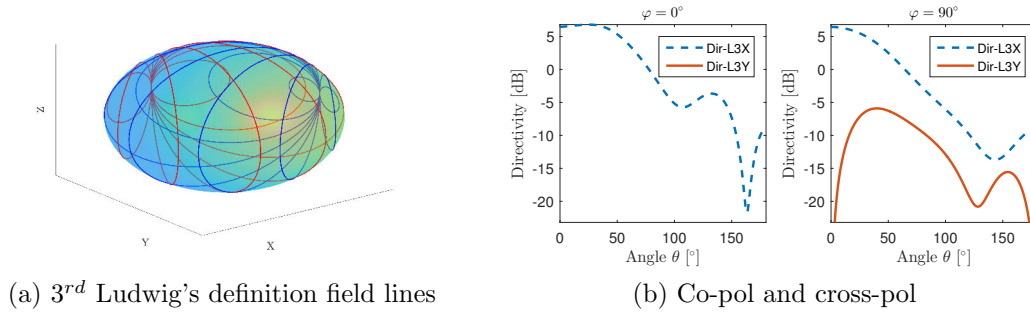 Z
Y
X
φ = 0°
Dir-L3X
Dir-L3Y
Directivity [dB]
5
0
-5
-10
-15
-20
0
50
100
150
Angle θ [°]
φ = 90°
Dir-L3X
Dir-L3Y
Directivity [dB]
5
0
-5
-10
-15
-20
0
50
100
150
Angle θ [°]
(a) 3rd Ludwig's definition field lines
(b) Co-pol and cross-pol